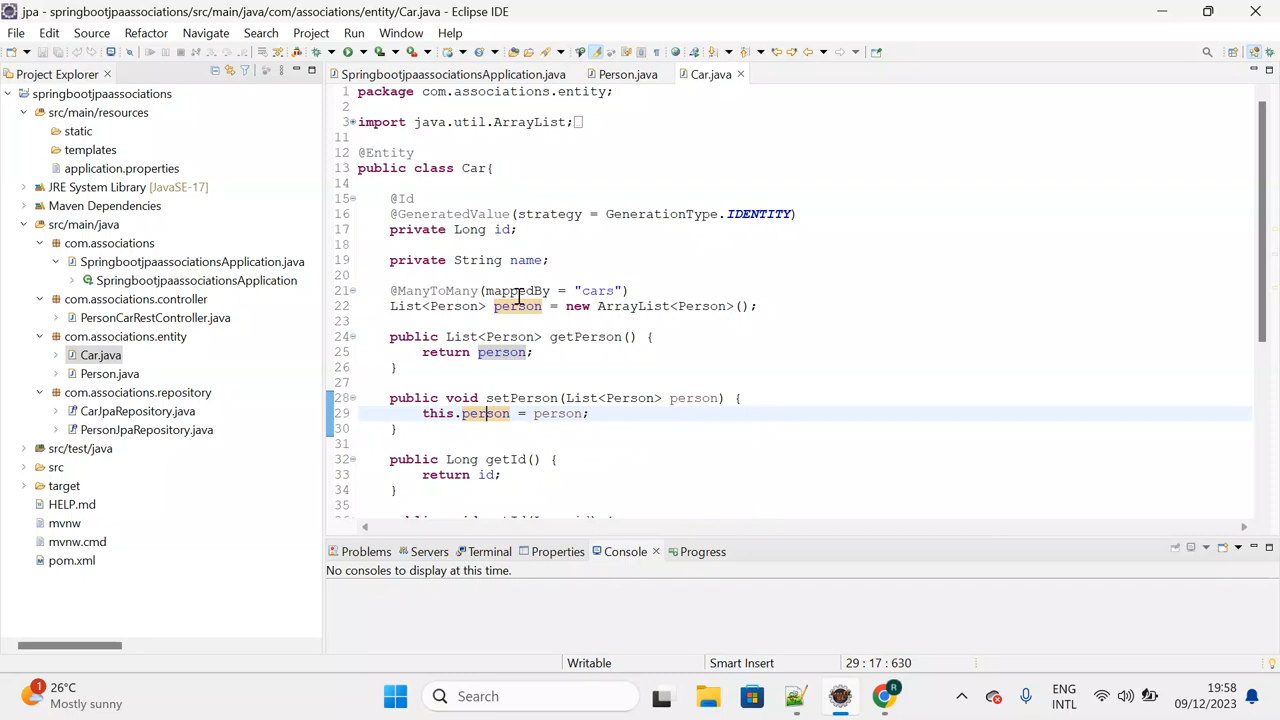 jpa - springbootjpaassociations/src/main/java/com/associations/entity/Car.java - Eclipse IDE
File Edit Source Refactor Navigate Search Project Run Window Help
Project Explorer
springbootjpaassociations
src/main/resources
static
templates
application.properties
JRE System Library [JavaSE-17]
Maven Dependencies
src/main/java
com.associations
SpringbootjpaassociationsApplication.java
SpringbootjpaassociationsApplication
com.associations.controller
PersonCarRestController.java
com.associations.entity
Car.java
Person.java
com.associations.repository
CarJpaRepository.java
PersonJpaRepository.java
src/test/java
src
target
HELP.md
mvnw
mvnw.cmd
pom.xml
SpringbootjpaassociationsApplication.java Person.java Car.java
1 package com.associations.entity;
2
3 import java.util.ArrayList;
11
12 @Entity
13 public class Car{
14
15 @Id
16 @GeneratedValue(strategy = GenerationType.IDENTITY)
17 private Long id;
18
19 private String name;
20
21 @ManyToMany(mappedBy = "cars")
22 List<Person> person = new ArrayList<Person>();
23
24 public List<Person> getPerson() {
25 return person;
26 }
27
28 public void setPerson(List<Person> person) {
29 this.person = person;
30 }
31
32 public Long getId() {
33 return id;
34 }
35
Problems Servers Terminal Properties Console Progress
No consoles to display at this time.
Writable Smart Insert 29 : 17 : 630
1
26°C
Mostly sunny
Search
R
ENG
INTL
19:58
09/12/2023